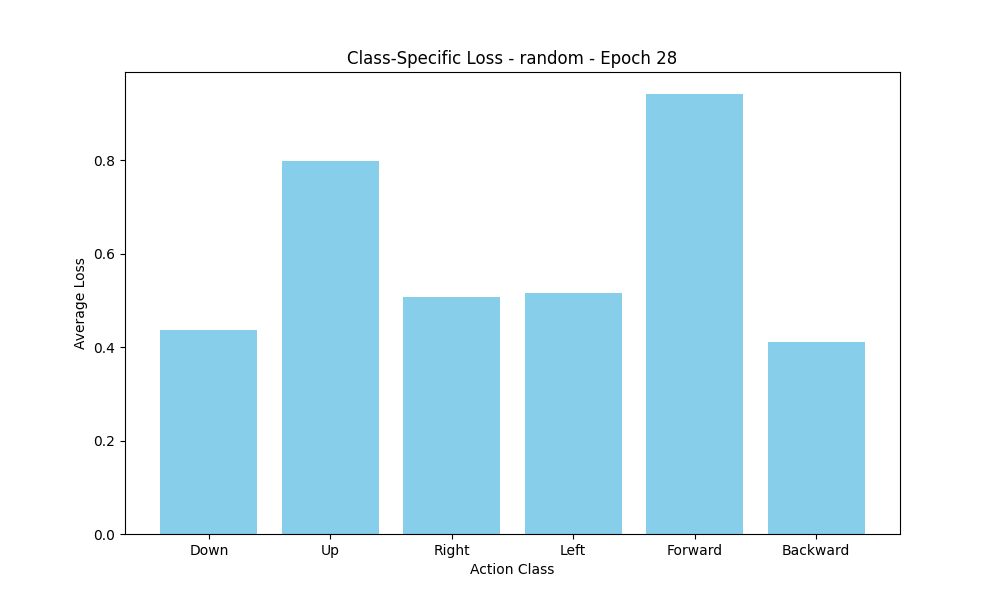 Class-Specific Loss - random - Epoch 28
Average Loss
0.8
0.6
0.4
0.2
0.0
Down Up Right Left Forward Backward
Action Class